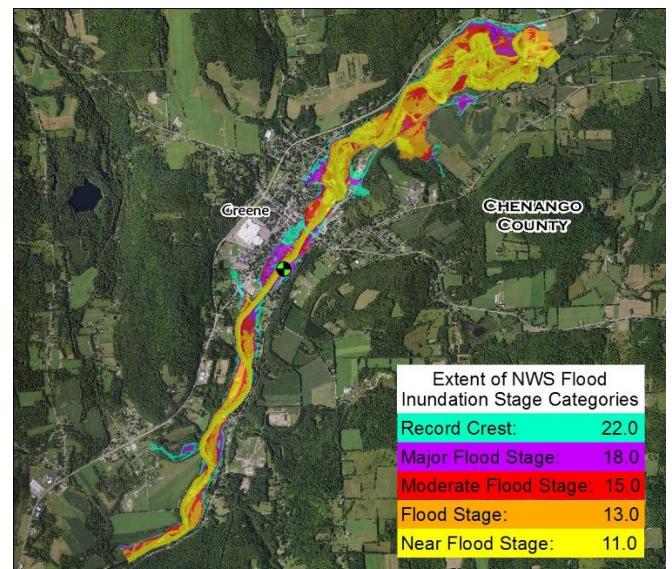 Greene
CHENANGO
COUNTY
Extent of NWS Flood
Inundation Stage Categories
Record Crest: 22.0
Major Flood Stage: 18.0
Moderate Flood Stage: 15.0
Flood Stage: 13.0
Near Flood Stage: 11.0